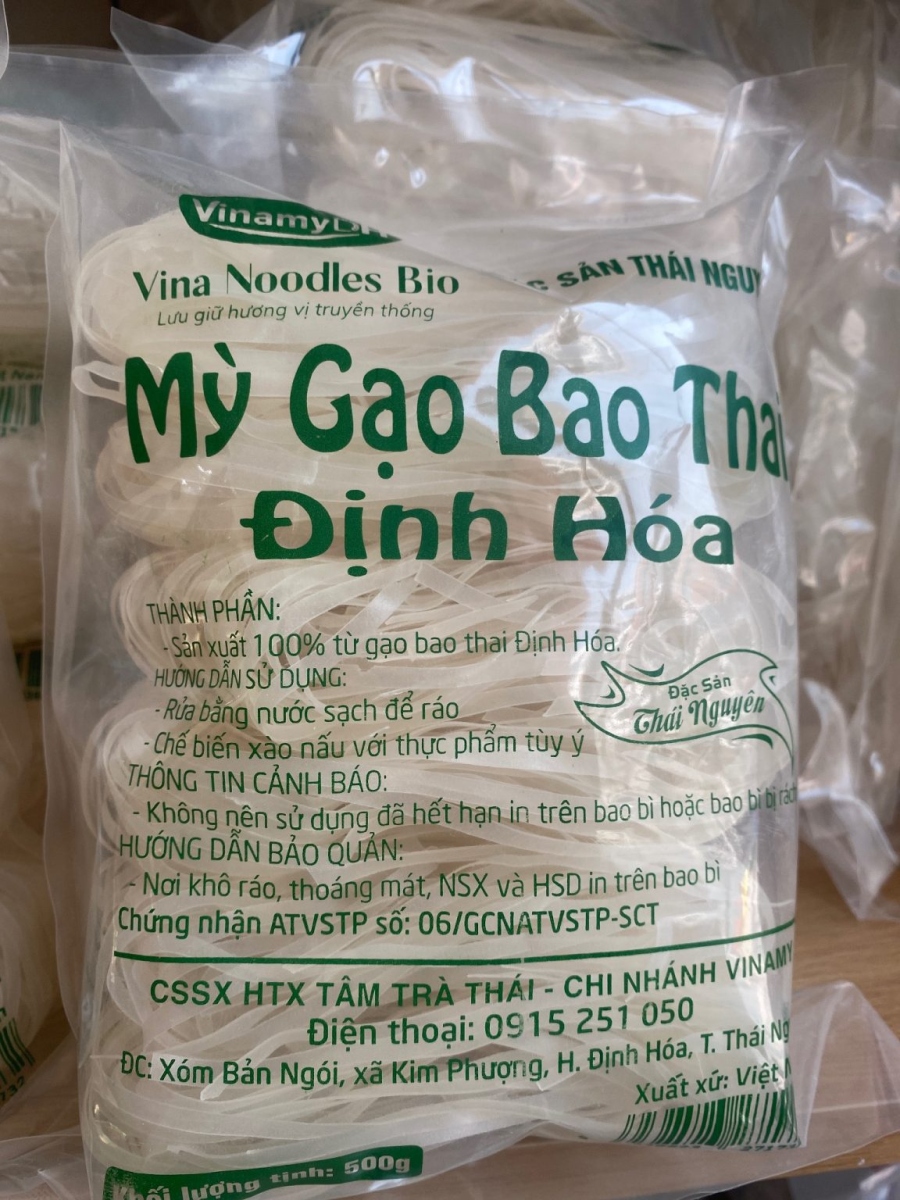 Vina Noodles Bio
Lưu giữ hương vị truyền thống
SẢN THÁI
Mỳ Gạo Bao Thai
Định Hóa
THÀNH PHẦN:
- Sản xuất 100% từ gạo bao thai Định Hóa.
HƯỚNG DẪN SỬ DỤNG:
- Rửa bằng nước sạch để ráo
- Chế biến xào nấu với thực phẩm tùy ý
Đặc Sản
Thái Nguyên
THÔNG TIN CẢNH BÁO:
- Không nên sử dụng đã hết hạn in trên bao bì hoặc bao bì bị rách
HƯỚNG DẪN BẢO QUẢN:
- Nơi khô ráo, thoáng mát, NSX và HSD in trên bao bì
Chứng nhận ATVSTP số: 06/GCNATVSTP-SCT
CSSX HTX TÂM TRÀ THÁI - CHI NHÁNH VINAMY
Điện thoại: 0915 251 050
ĐC: Xóm Bản Ngói, xã Kim Phượng, H. Định Hóa, T. Thái
Xuất xứ: Việt
Khối lượng tịnh: 500g